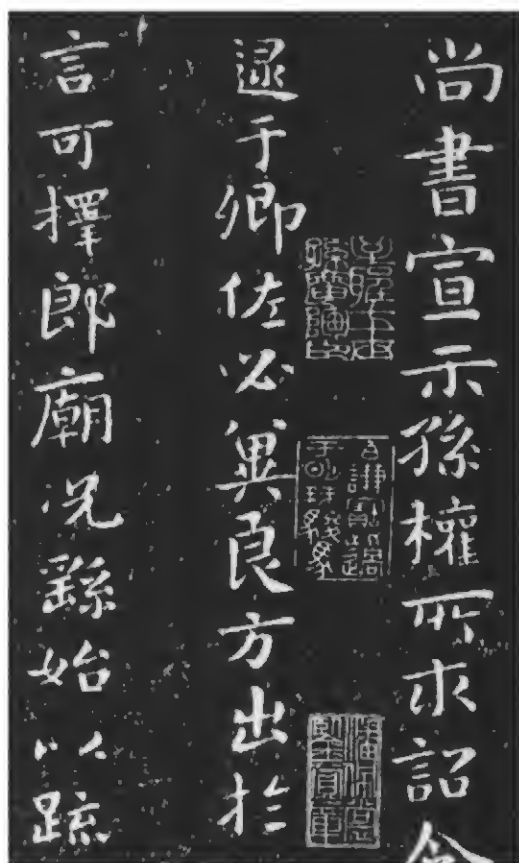 尚書宣示孫權所求詔令
逮于卿佐必冀良方出於
言可擇郎廟況繇始以疏